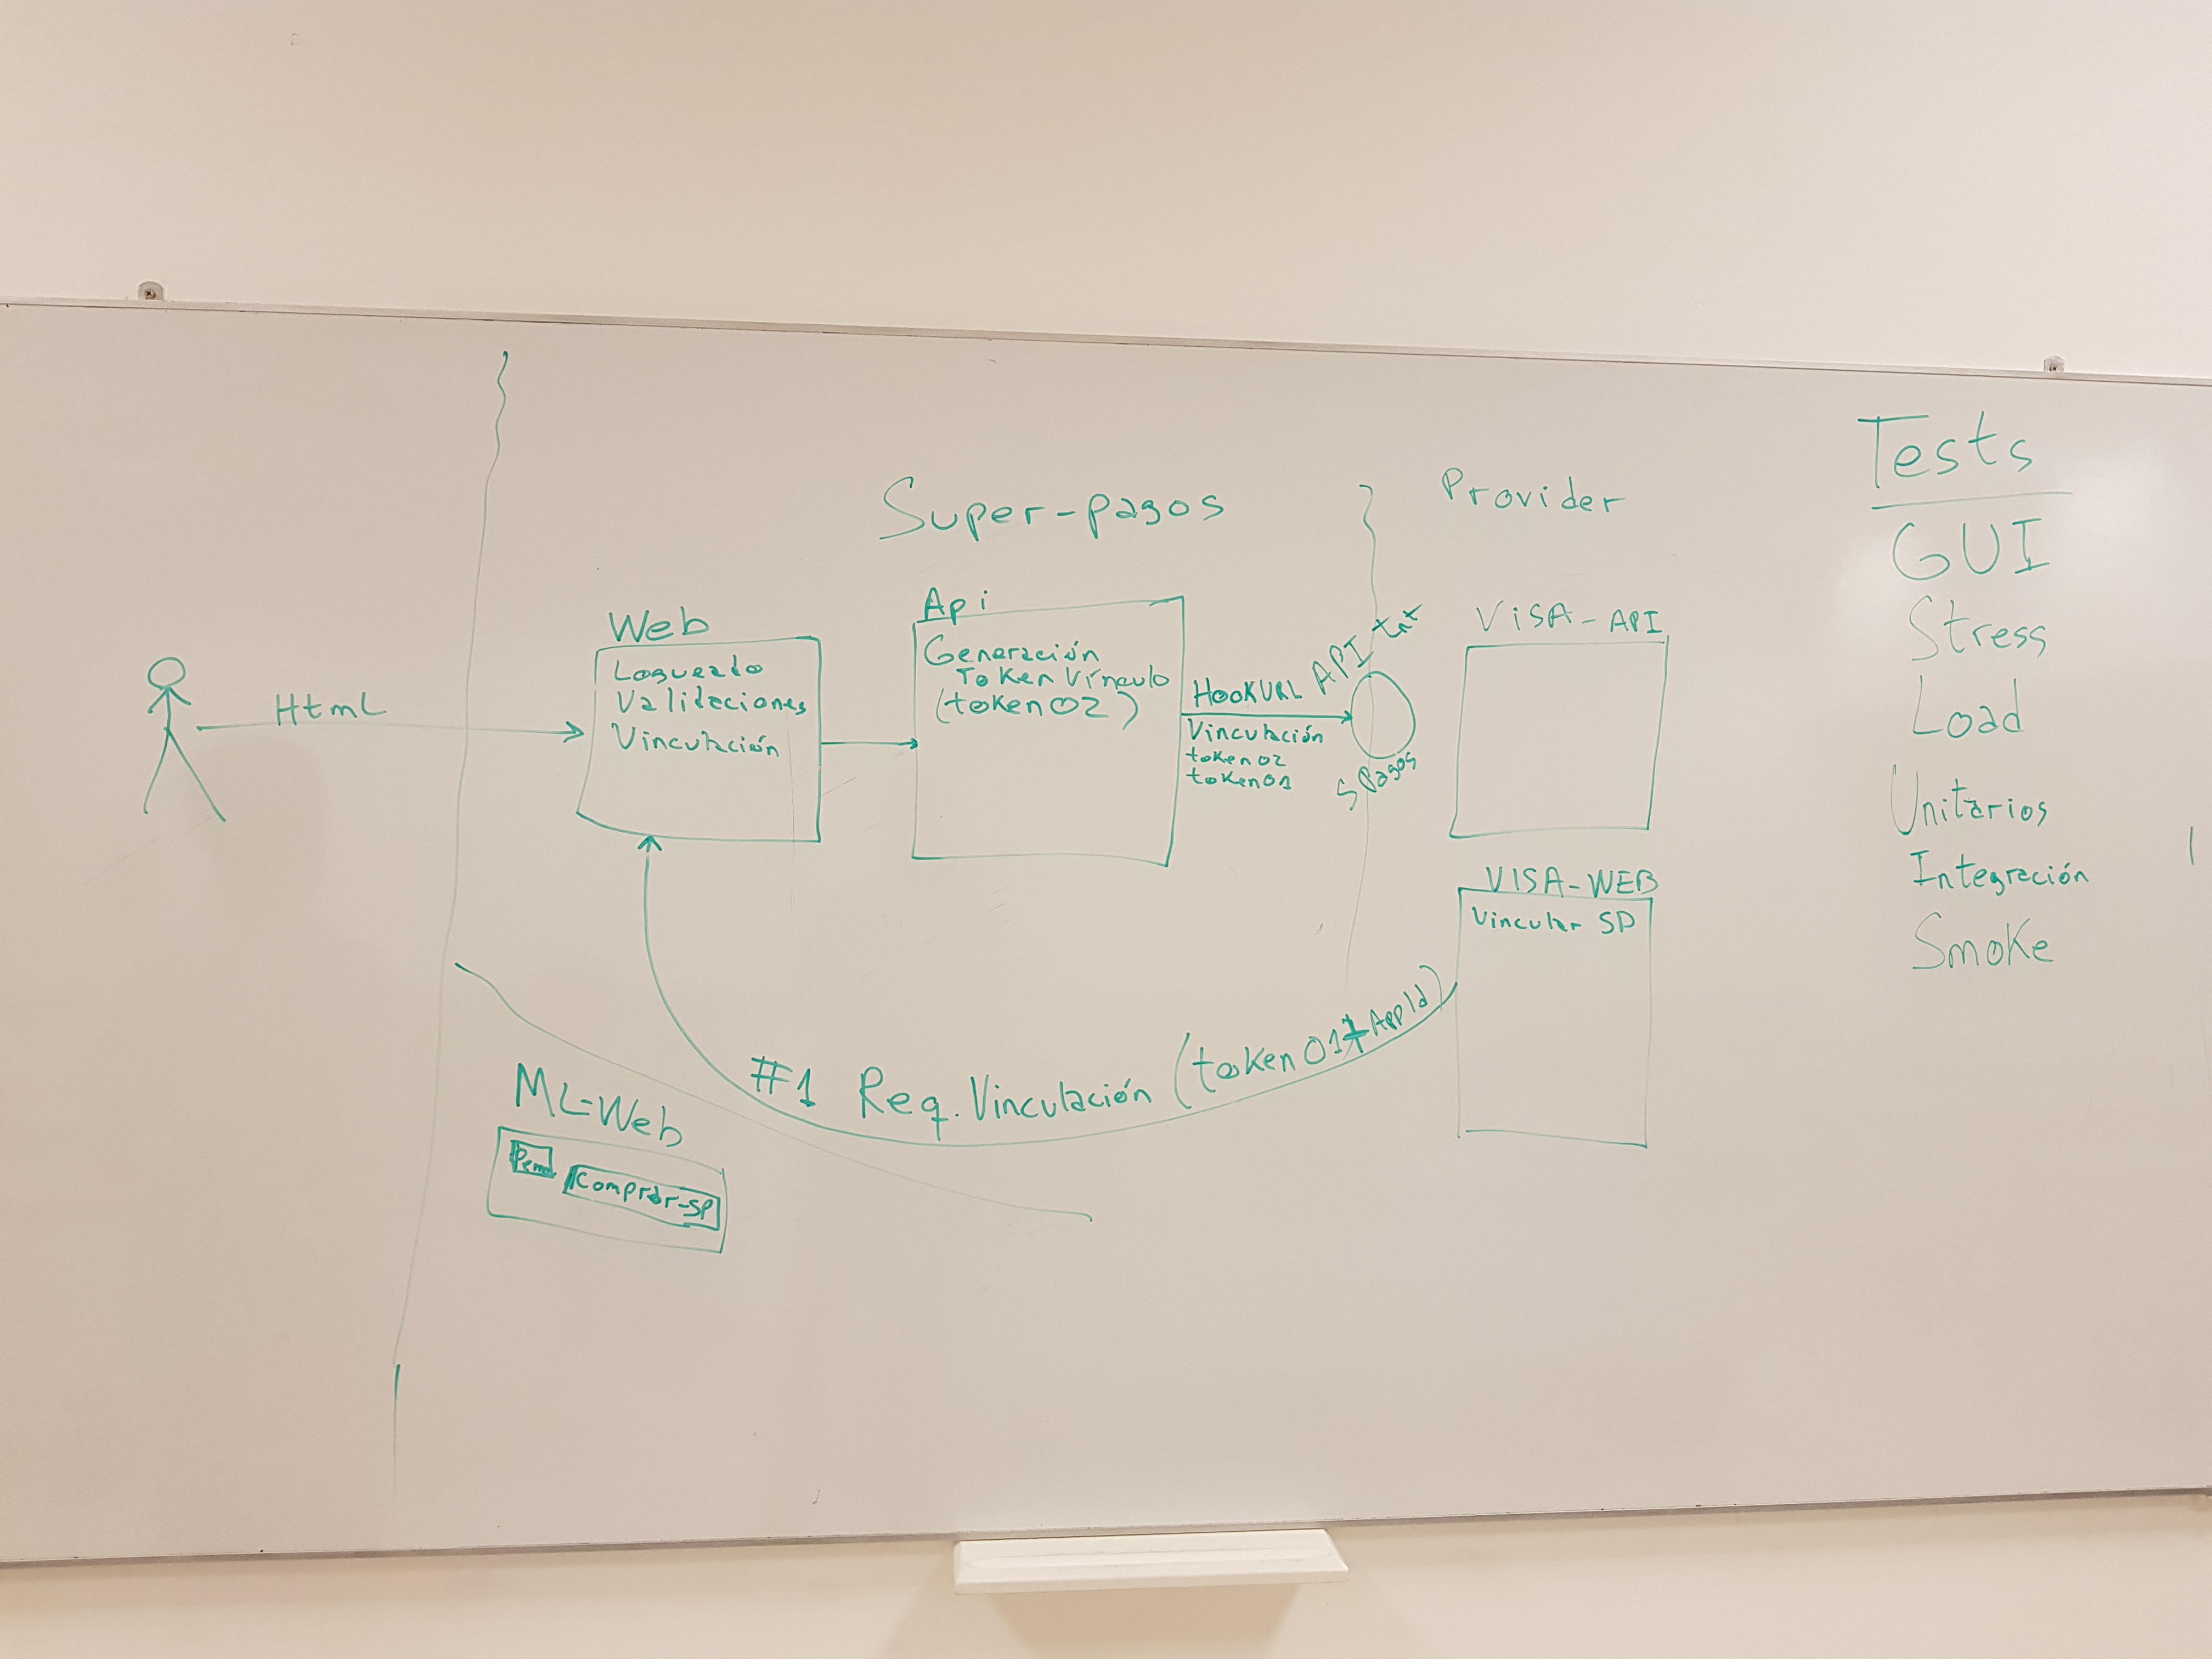 Super-pagos
Provider
Html
Web
Logueado
Validaciones
Vinculación
Api
Generación
Token Vínculo
(token02)
HookURL
Vinculación
token02
token01
API
SPagos
VISA-API
VISA-WEB
Vincular SP
#1 Req. Vinculación (token01+AppId)
ML-Web
Comprar-SP
Tests
GUI
Stress
Load
Unitarios
Integración
Smoke